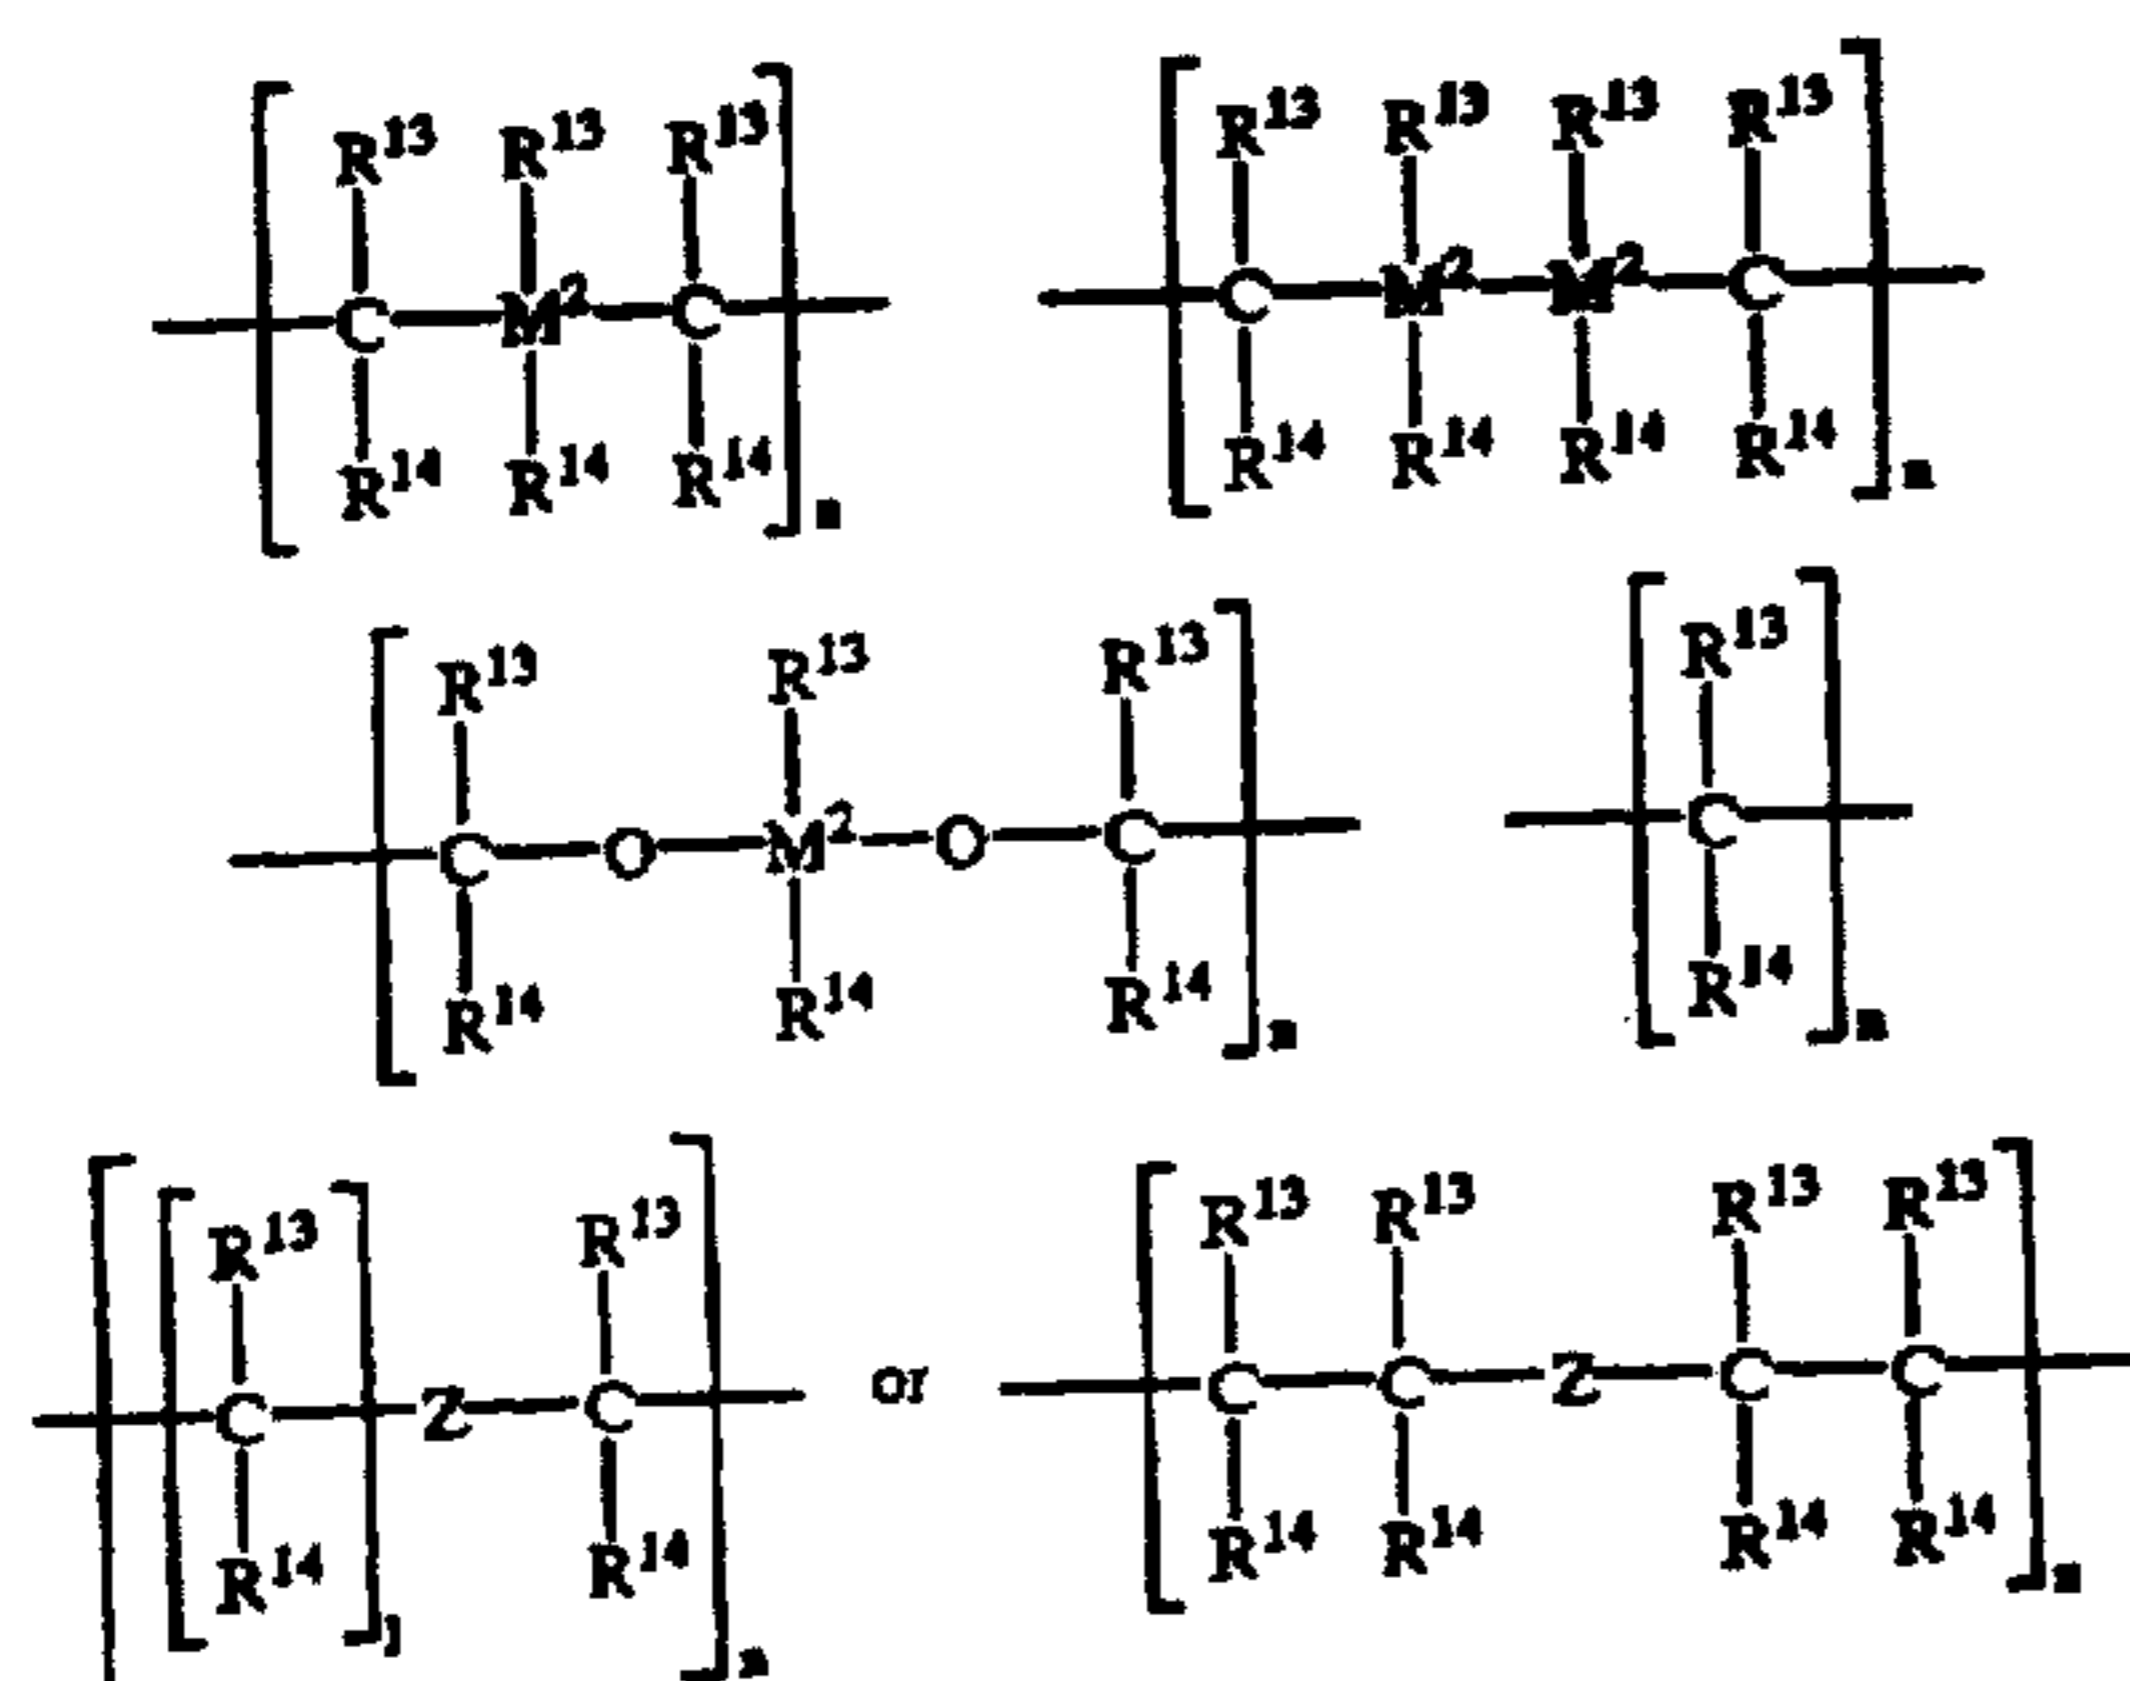 R13 R13 R13 R13 R13 R13 R13
C M2 C C M2 M2 C
R14 R14 R14 R14 R14 R14 R14
R13 R13 R13 R13
C O M2 O C C
R14 R14 R14 R14
R13 R13 R13 R13 R13 R13
C Z C or C C Z C C
R14 R14 R14 R14 R14 R14